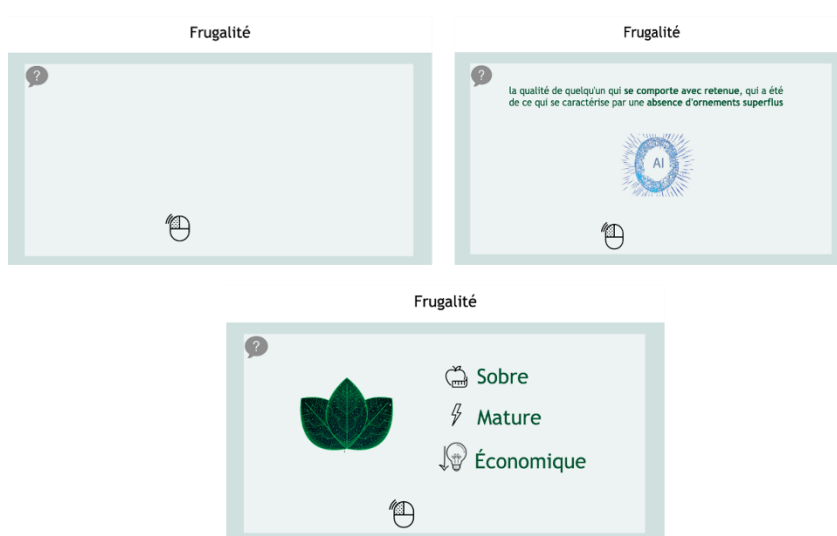 Frugalité
?
Frugalité
?
la qualité de quelqu'un qui se comporte avec retenue, qui a été
de ce qui se caractérise par une absence d'ornements superflus
AI
Frugalité
?
Sobre
Mature
Économique